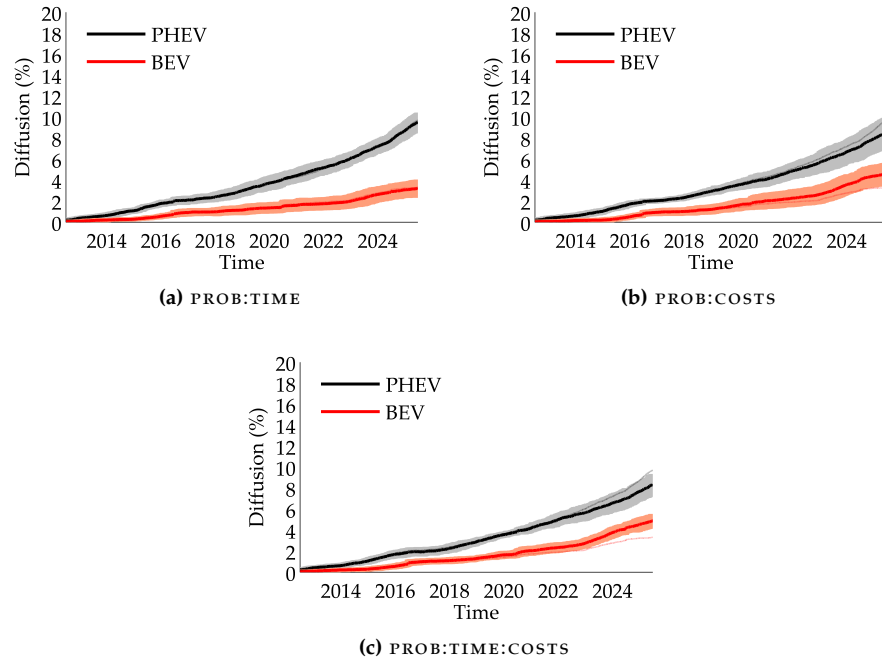 20
18
16
14
12
10
8
6
4
2
0
Diffusion (%)
PHEV
BEV
2014 2016 2018 2020 2022 2024
Time
(a) PROB:TIME
20
18
16
14
12
10
8
6
4
2
0
Diffusion (%)
PHEV
BEV
2014 2016 2018 2020 2022 2024
Time
(b) PROB:COSTS
20
18
16
14
12
10
8
6
4
2
0
Diffusion (%)
PHEV
BEV
2014 2016 2018 2020 2022 2024
Time
(c) PROB:TIME:COSTS